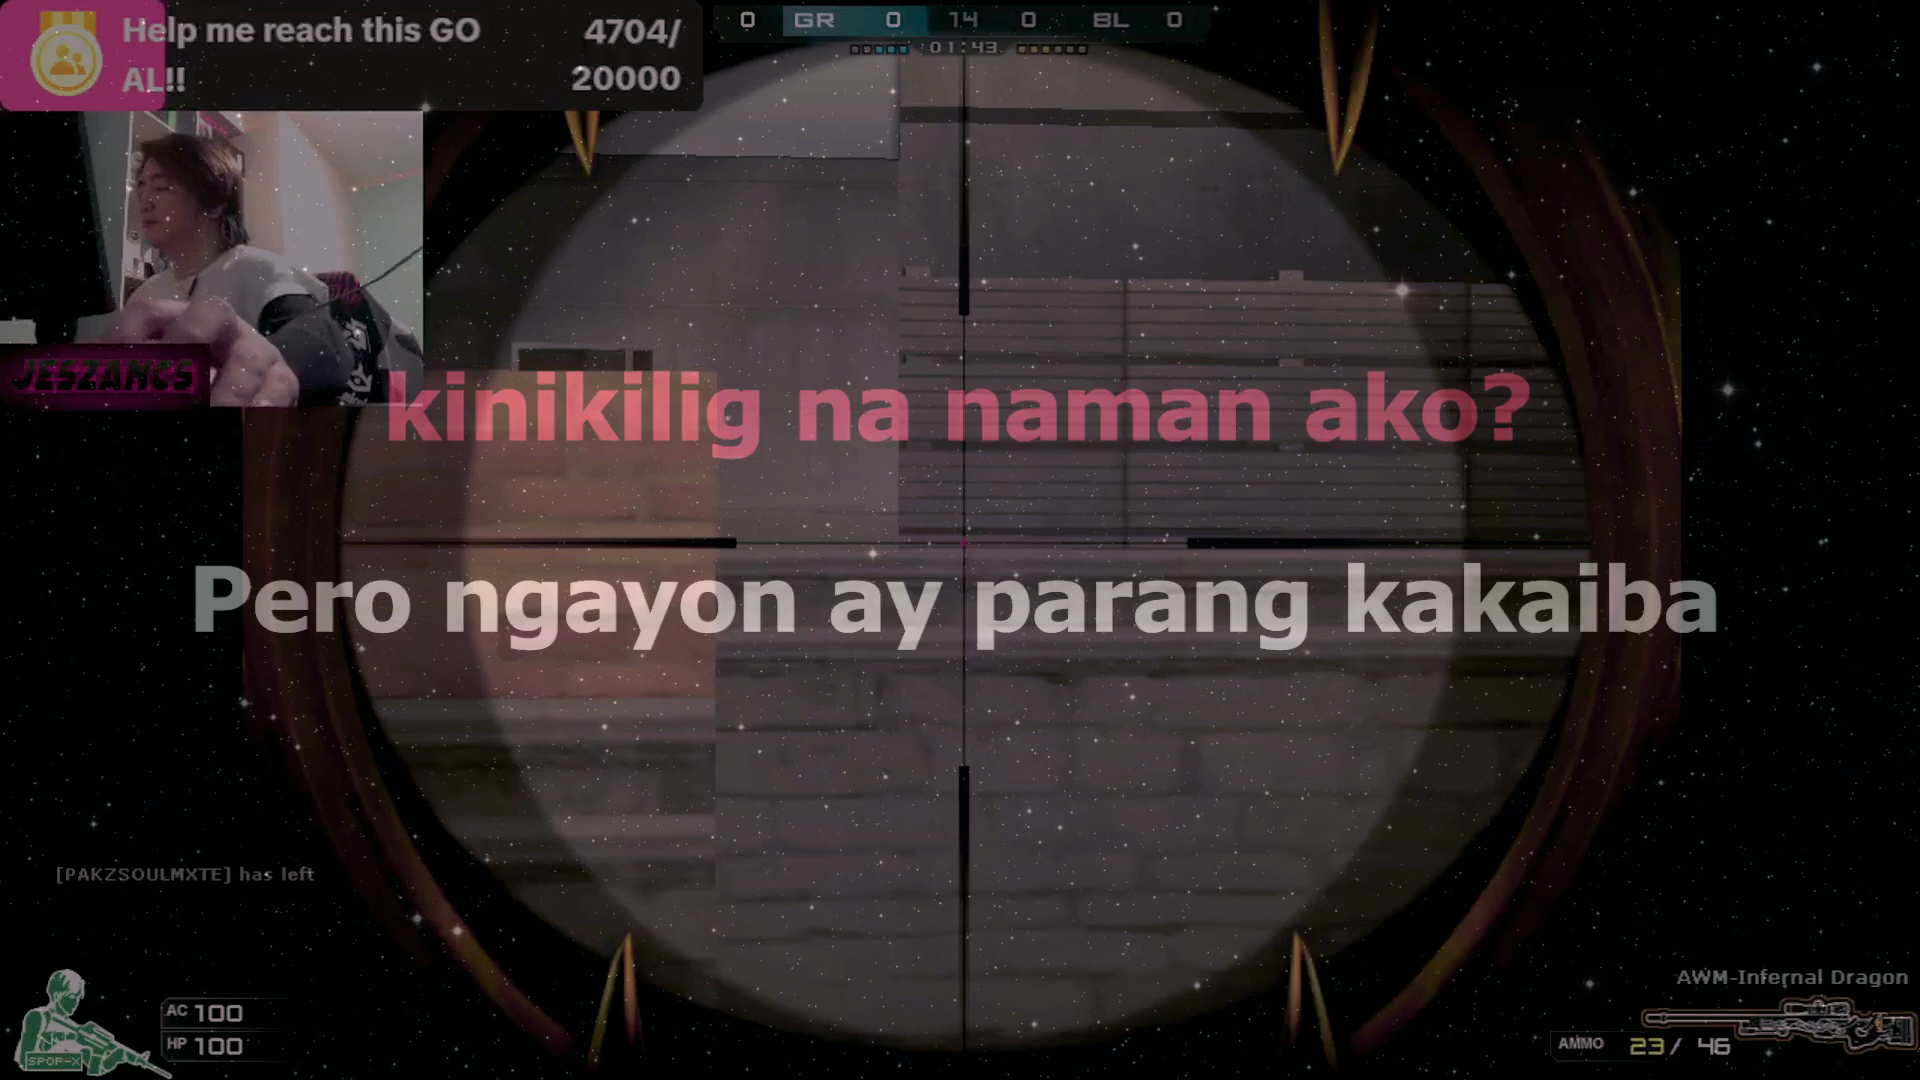 Help me reach this GO
AL!!
4704/
20000
0 GR 0 14 0 BL 0
01:43
JESZAMCS
kinikilig na naman ako?
Pero ngayon ay parang kakaiba
[PAKZSOULMXTE] has left
SPOP-X
AC 100
HP 100
AWM-Infernal Dragon
AMMO 23/ 46